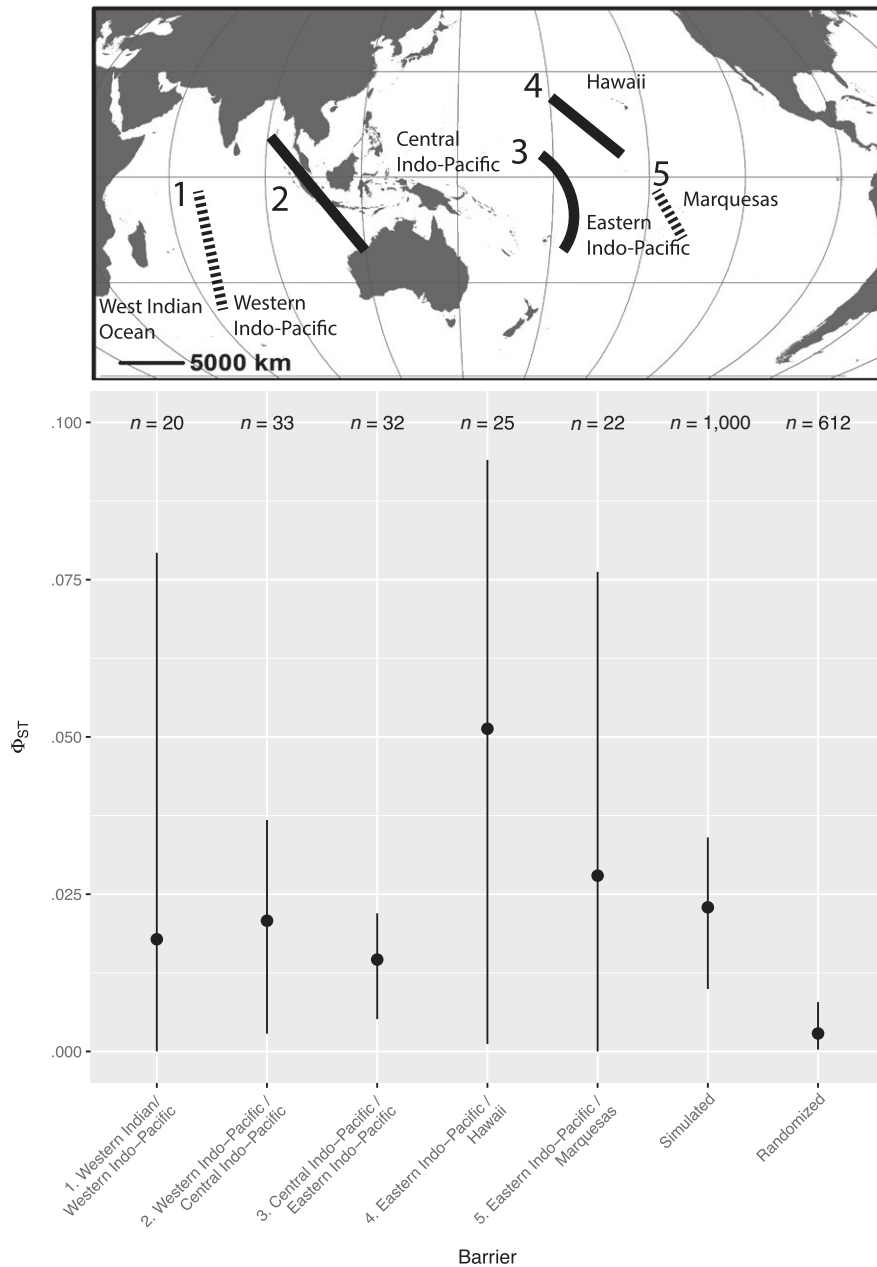 4
Hawaii
Central
Indo-Pacific
3
5
1
2
Marquesas
Eastern
Indo-Pacific
West Indian
Ocean
Western
Indo-Pacific
5000 km
.100
n = 20
n = 33
n = 32
n = 25
n = 22
n = 1,000
n = 612
.075
.050
ΦST
.025
.000
1. Western Indian/
Western Indo–Pacific
2. Western Indo–Pacific /
Central Indo–Pacific
3. Central Indo–Pacific /
Eastern Indo–Pacific
4. Eastern Indo–Pacific /
Hawaii
5. Eastern Indo–Pacific /
Marquesas
Simulated
Randomized
Barrier